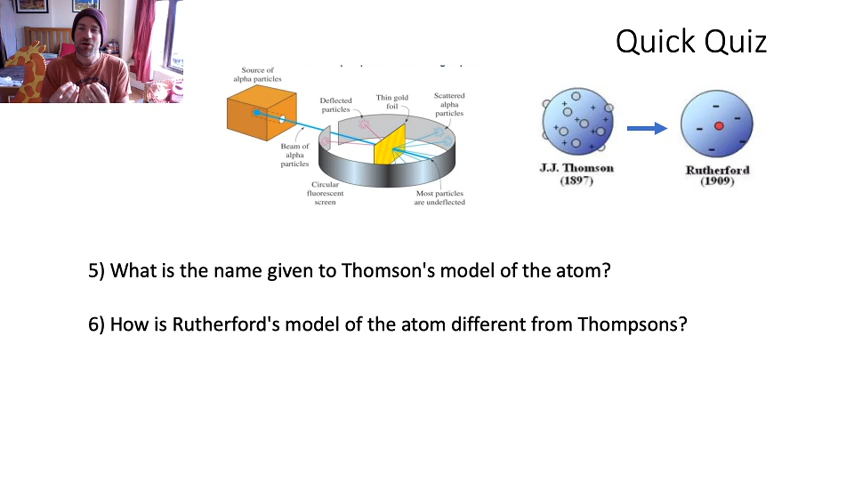 Quick Quiz
Source of
alpha particles
Deflected
particles
Thin gold
foil
Scattered
alpha
particles
Beam of
alpha
particles
Circular
fluorescent
screen
Most particles
are undeflected
J.J. Thomson
(1897)
Rutherford
(1909)
5) What is the name given to Thomson's model of the atom?
6) How is Rutherford's model of the atom different from Thompsons?